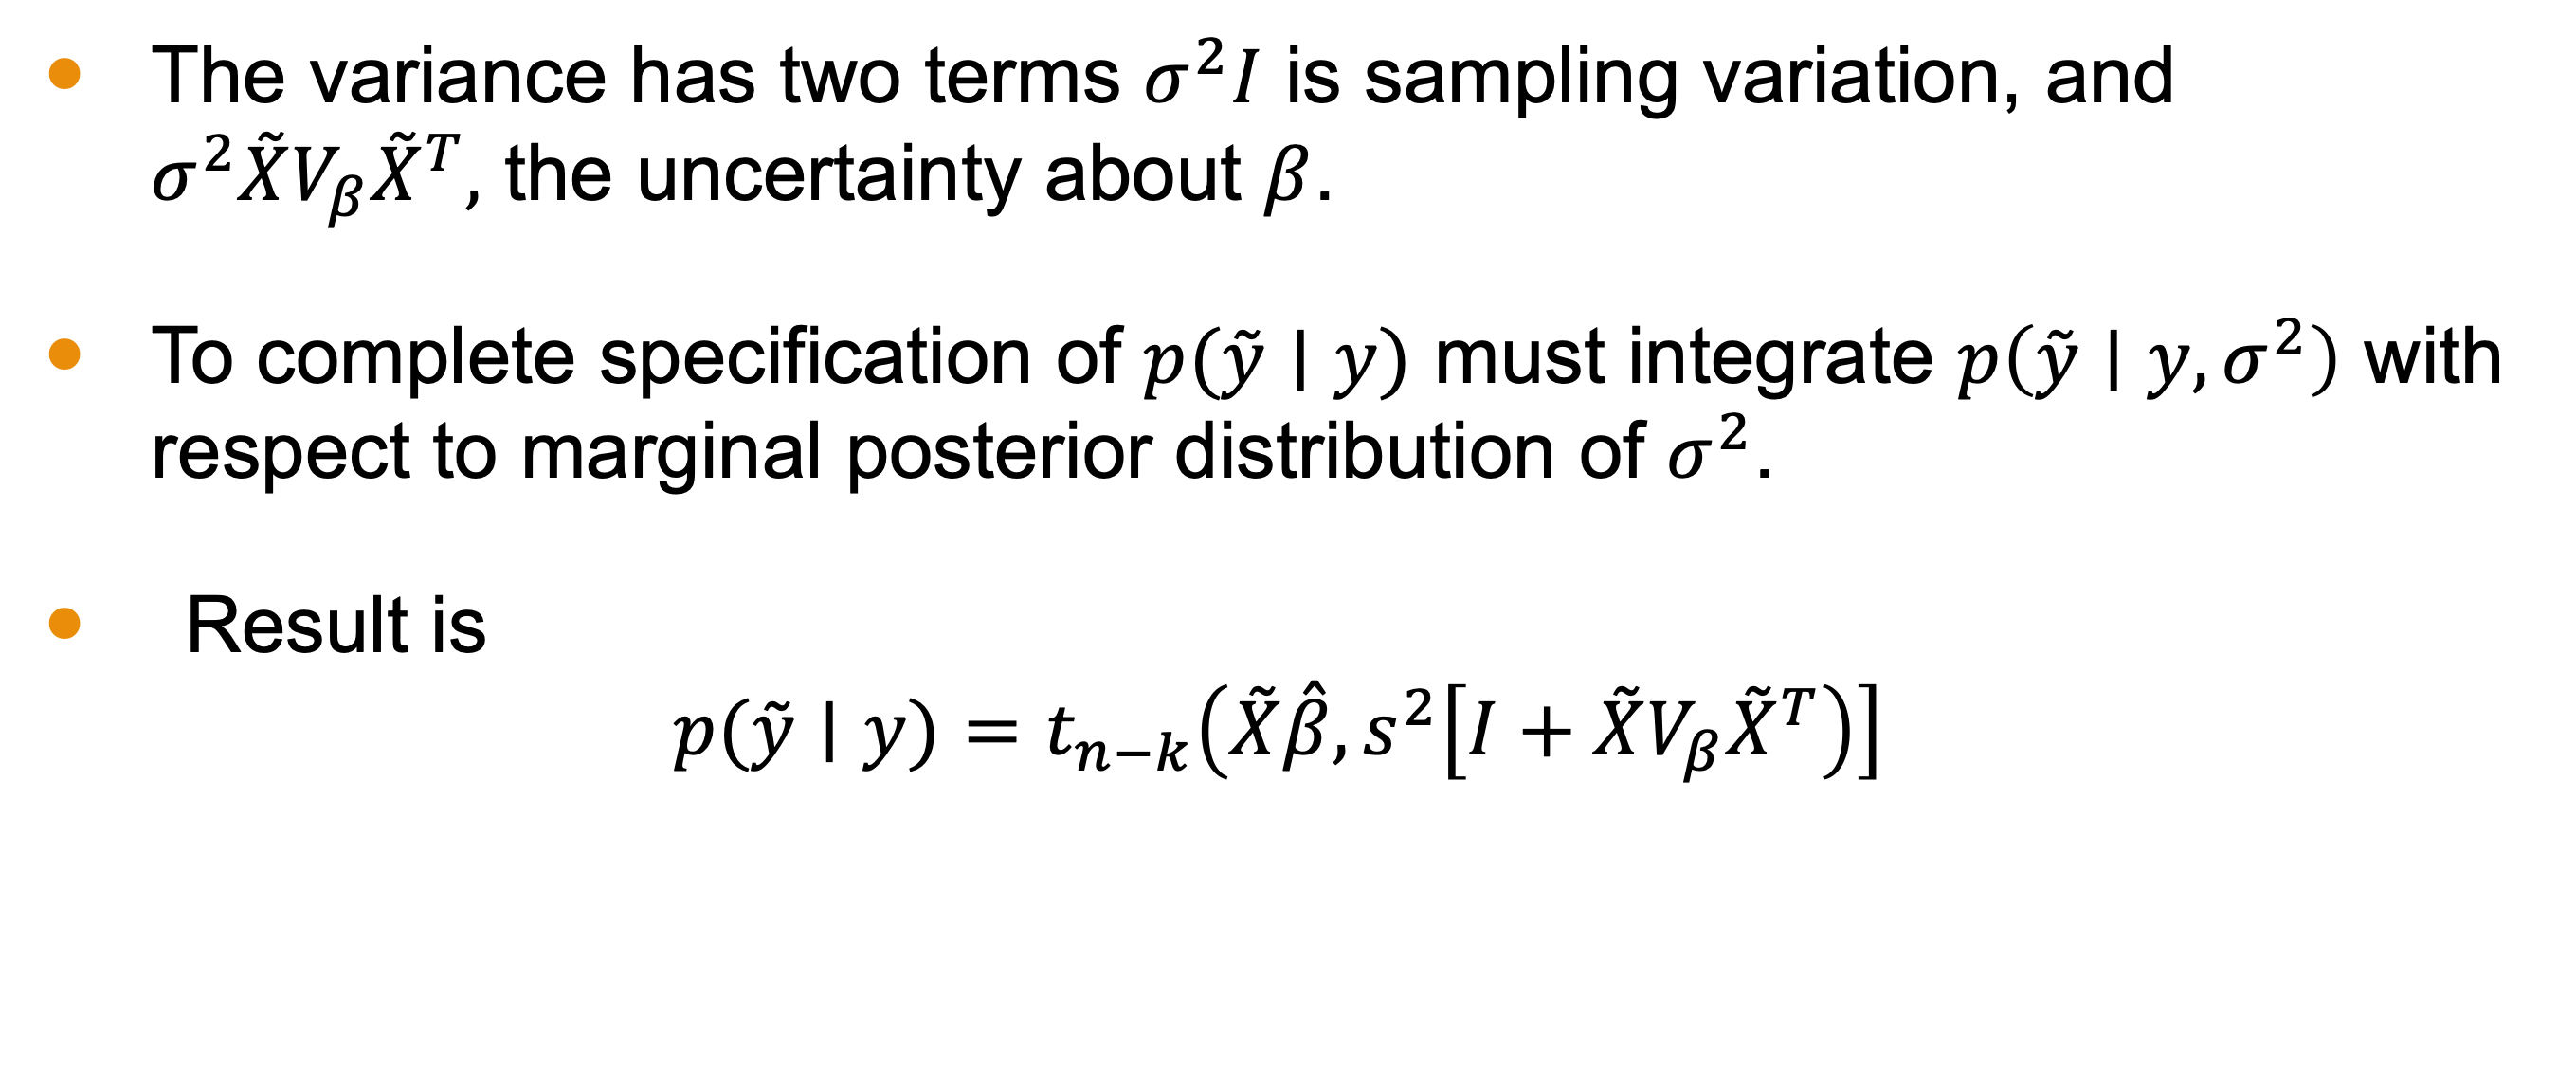 • The variance has two terms σ²I is sampling variation, and
σ²X̃V_βX̃ᵀ, the uncertainty about β.
• To complete specification of p(ỹ | y) must integrate p(ỹ | y, σ²) with
respect to marginal posterior distribution of σ².
• Result is
p(ỹ | y) = t_{n−k}(X̃β̂, s²[I + X̃V_βX̃ᵀ)]